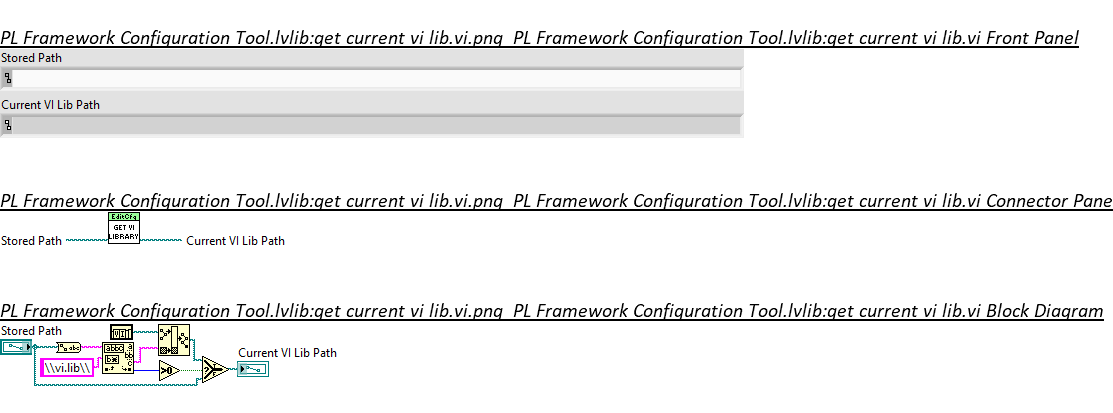 PL Framework Configuration Tool.lvlib:get current vi lib.vi.png PL Framework Configuration Tool.lvlib:get current vi lib.vi Front Panel
Stored Path
Current VI Lib Path
PL Framework Configuration Tool.lvlib:get current vi lib.vi.png PL Framework Configuration Tool.lvlib:get current vi lib.vi Connector Pane
EditCfg
GET VI
LIBRARY
Stored Path
Current VI Lib Path
PL Framework Configuration Tool.lvlib:get current vi lib.vi.png PL Framework Configuration Tool.lvlib:get current vi lib.vi Block Diagram
Stored Path
abc
\\vi.lib\\
>0
?
T
F
Current VI Lib Path